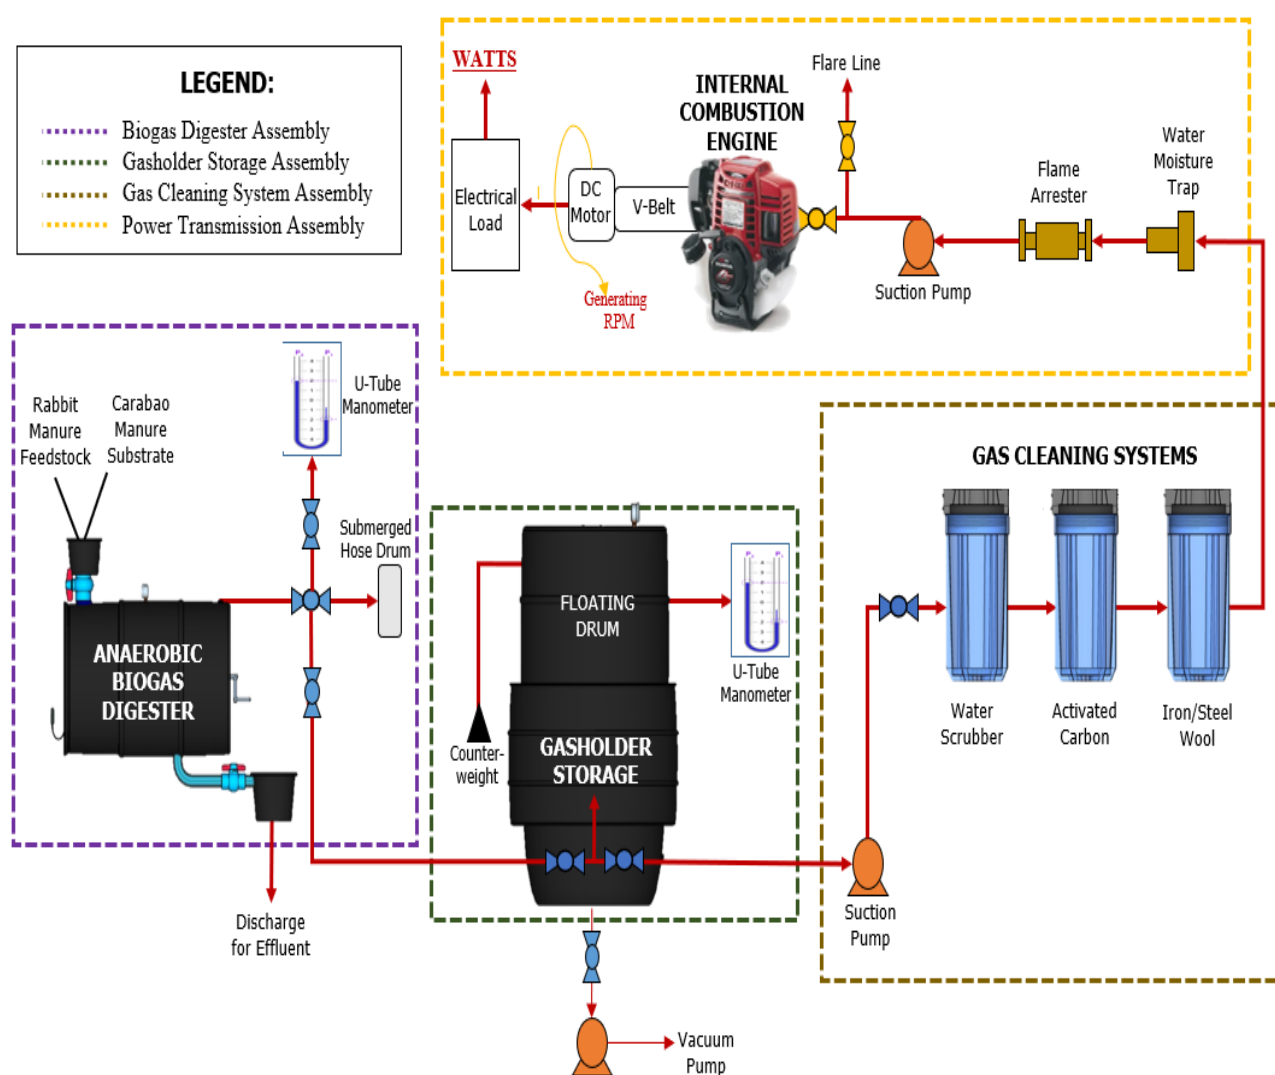 LEGEND:
Biogas Digester Assembly
Gasholder Storage Assembly
Gas Cleaning System Assembly
Power Transmission Assembly
WATTS
Electrical
Load
I
DC
Motor
V-Belt
Generating
RPM
INTERNAL
COMBUSTION
ENGINE
Flare Line
Suction Pump
Flame
Arrester
Water
Moisture
Trap
Rabbit
Manure
Feedstock
Carabao
Manure
Substrate
U-Tube
Manometer
Submerged
Hose Drum
ANAEROBIC
BIOGAS
DIGESTER
Discharge
for Effluent
FLOATING
DRUM
Counter-
weight
GASHOLDER
STORAGE
U-Tube
Manometer
Vacuum
Pump
GAS CLEANING SYSTEMS
Water
Scrubber
Activated
Carbon
Iron/Steel
Wool
Suction
Pump